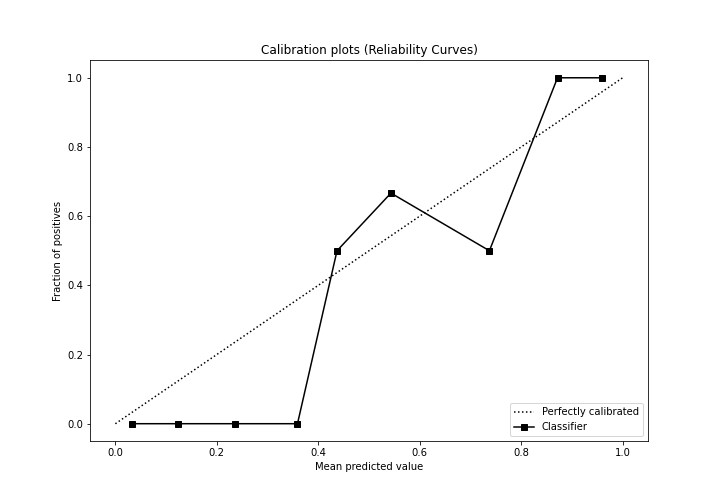 Calibration plots (Reliability Curves)
1.0
0.8
0.6
0.4
0.2
0.0
Fraction of positives
0.0 0.2 0.4 0.6 0.8 1.0
Mean predicted value
Perfectly calibrated
Classifier